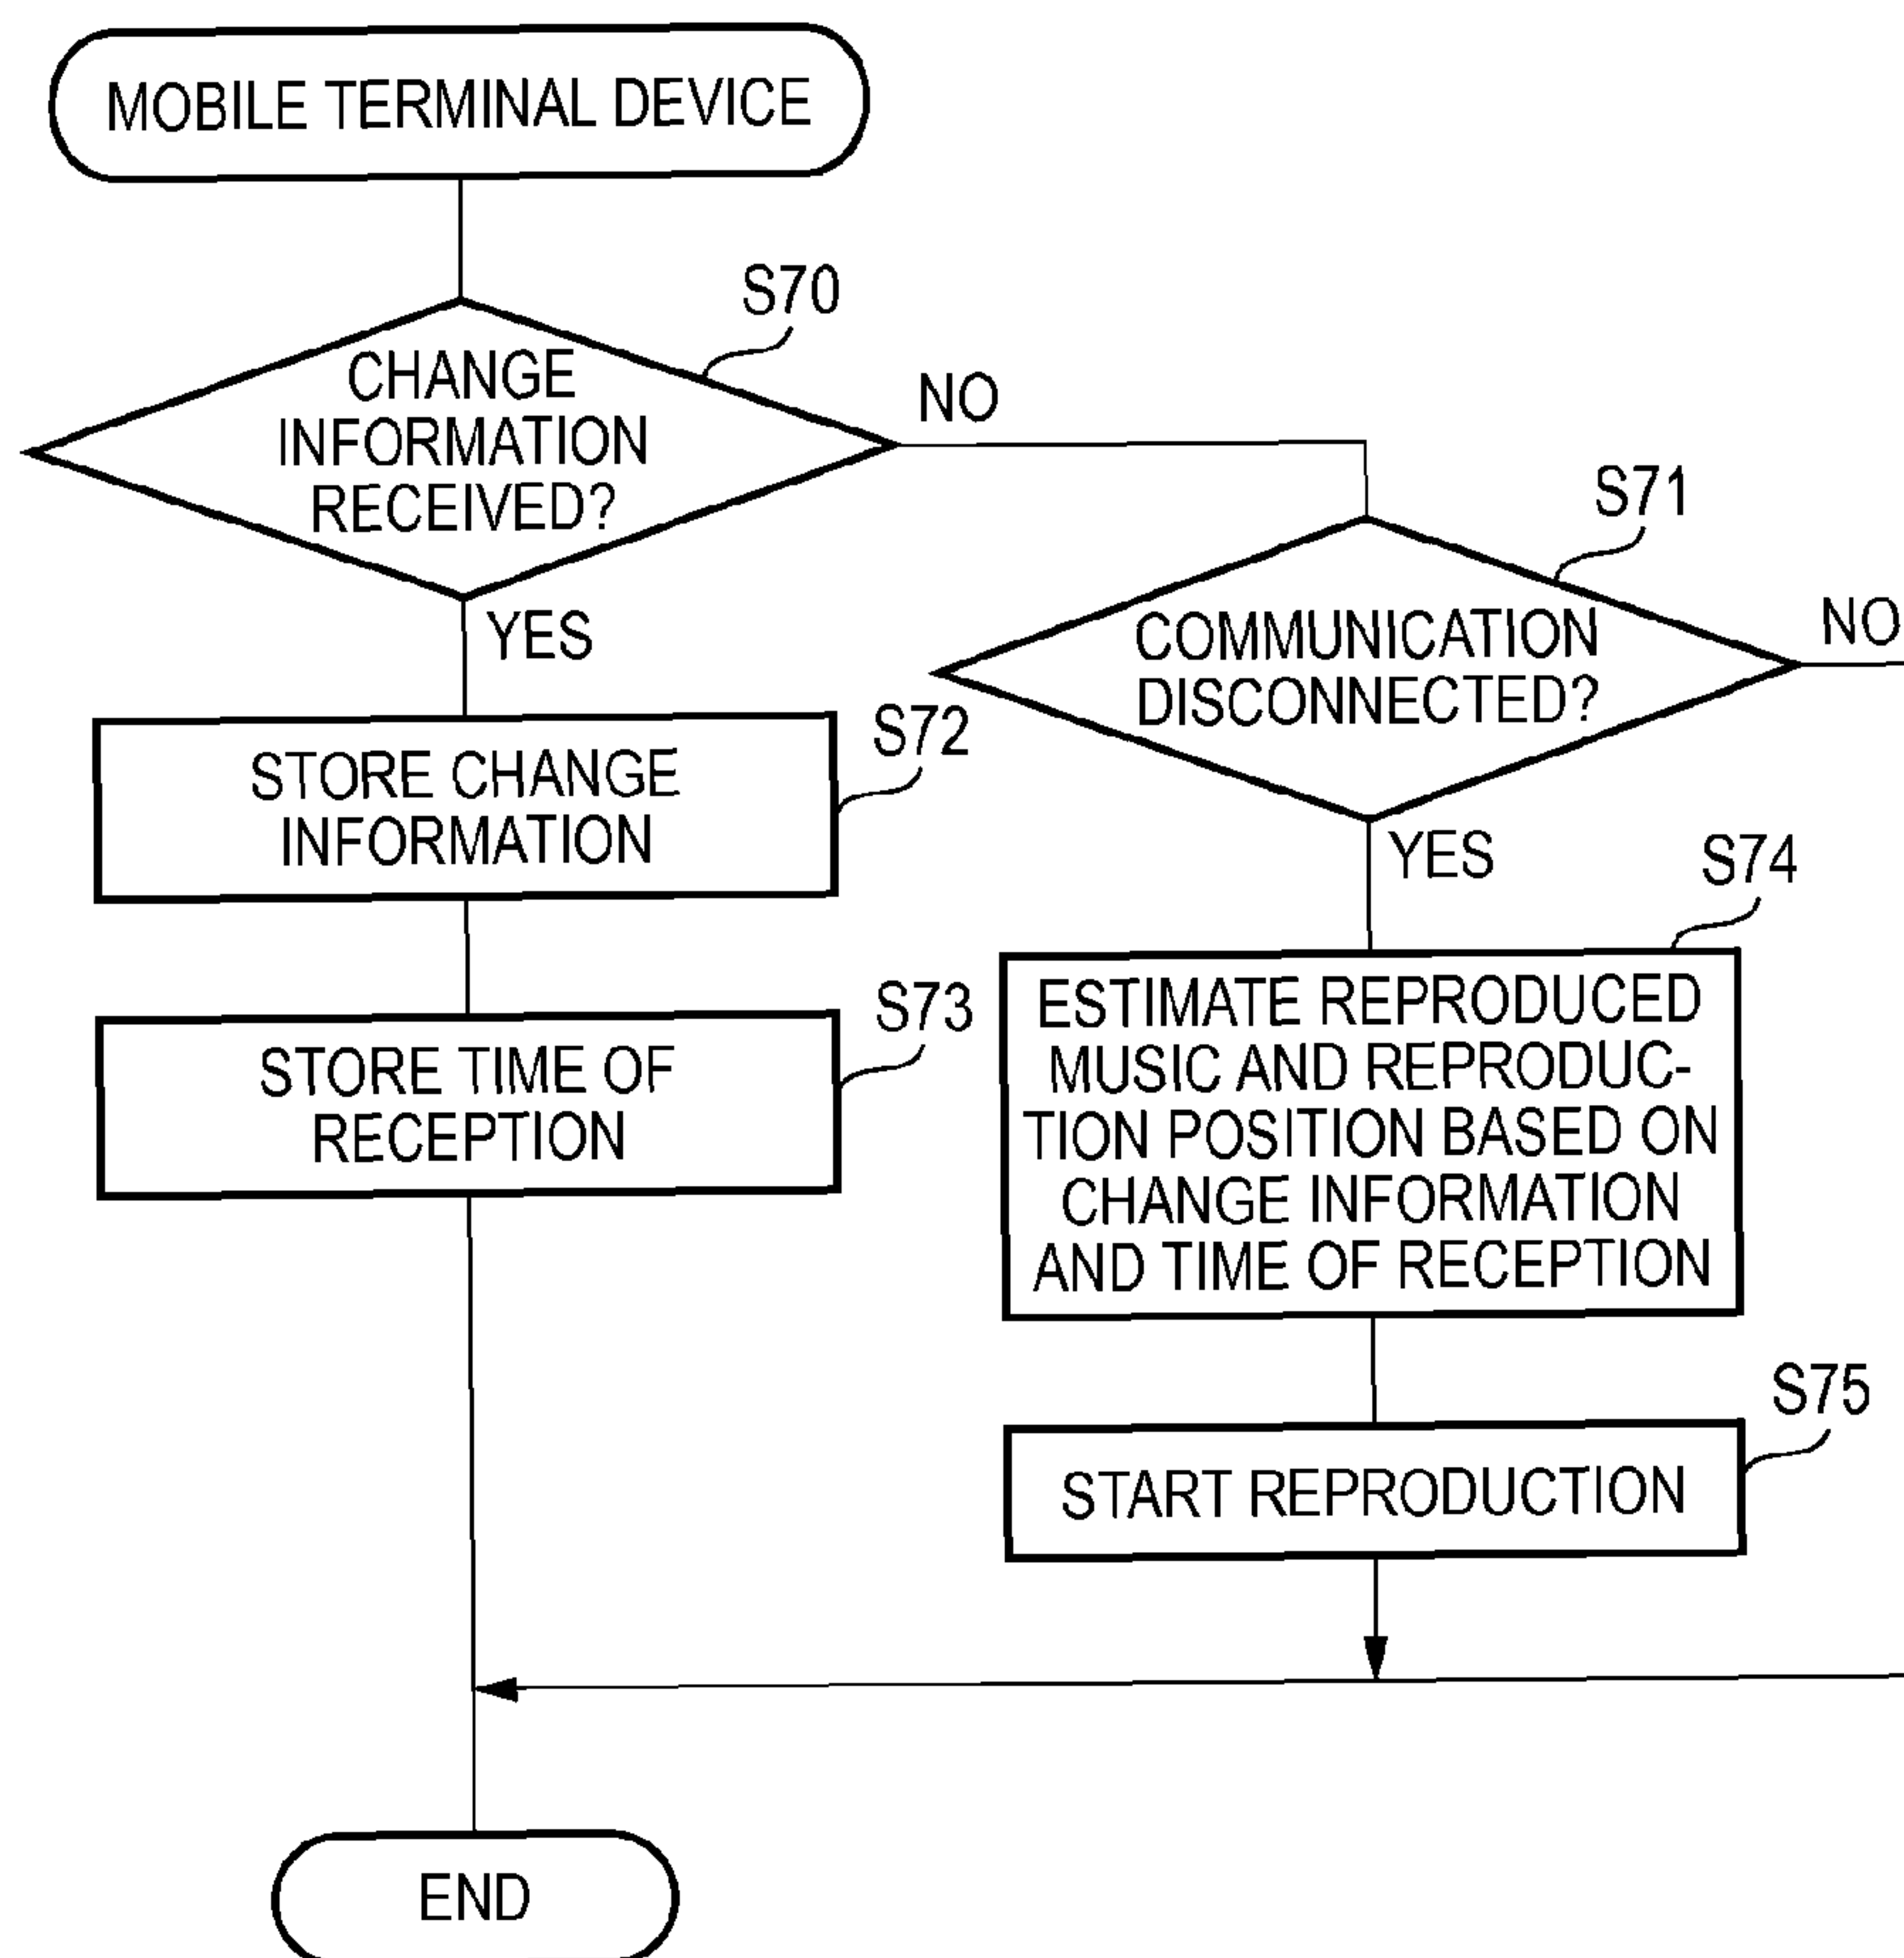 MOBILE TERMINAL DEVICE
S70
CHANGE
INFORMATION
RECEIVED?
NO
YES
S71
COMMUNICATION
DISCONNECTED?
NO
YES
S72
STORE CHANGE
INFORMATION
S73
STORE TIME OF
RECEPTION
S74
ESTIMATE REPRODUCED
MUSIC AND REPRODUC-
TION POSITION BASED ON
CHANGE INFORMATION
AND TIME OF RECEPTION
S75
START REPRODUCTION
END